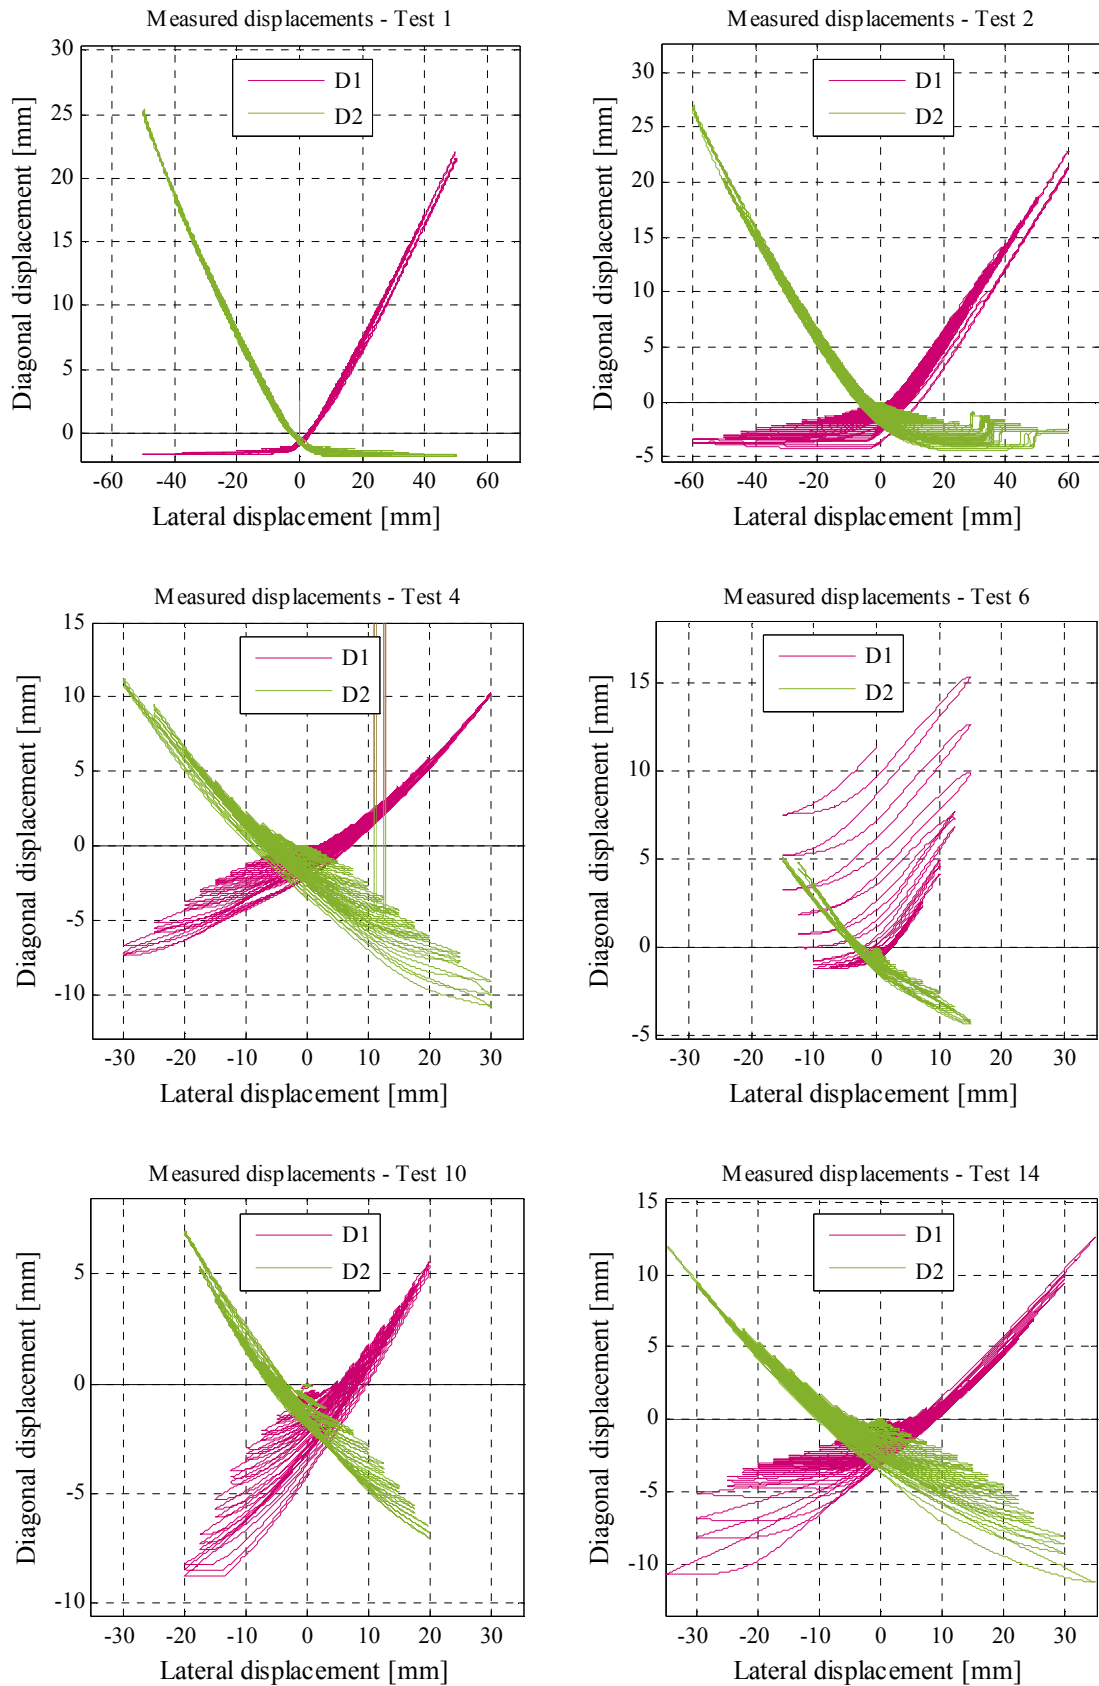 Measured displacements - Test 1
Diagonal displacement [mm]
30
25
20
15
10
5
0
D1
D2
-60 -40 -20 0 20 40 60
Lateral displacement [mm]
Measured displacements - Test 2
Diagonal displacement [mm]
30
25
20
15
10
5
0
-5
D1
D2
-60 -40 -20 0 20 40 60
Lateral displacement [mm]
Measured displacements - Test 4
Diagonal displacement [mm]
15
10
5
0
-5
-10
D1
D2
-30 -20 -10 0 10 20 30
Lateral displacement [mm]
Measured displacements - Test 6
Diagonal displacement [mm]
15
10
5
0
-5
D1
D2
-30 -20 -10 0 10 20 30
Lateral displacement [mm]
Measured displacements - Test 10
Diagonal displacement [mm]
5
0
-5
-10
D1
D2
-30 -20 -10 0 10 20 30
Lateral displacement [mm]
Measured displacements - Test 14
Diagonal displacement [mm]
15
10
5
0
-5
-10
D1
D2
-30 -20 -10 0 10 20 30
Lateral displacement [mm]